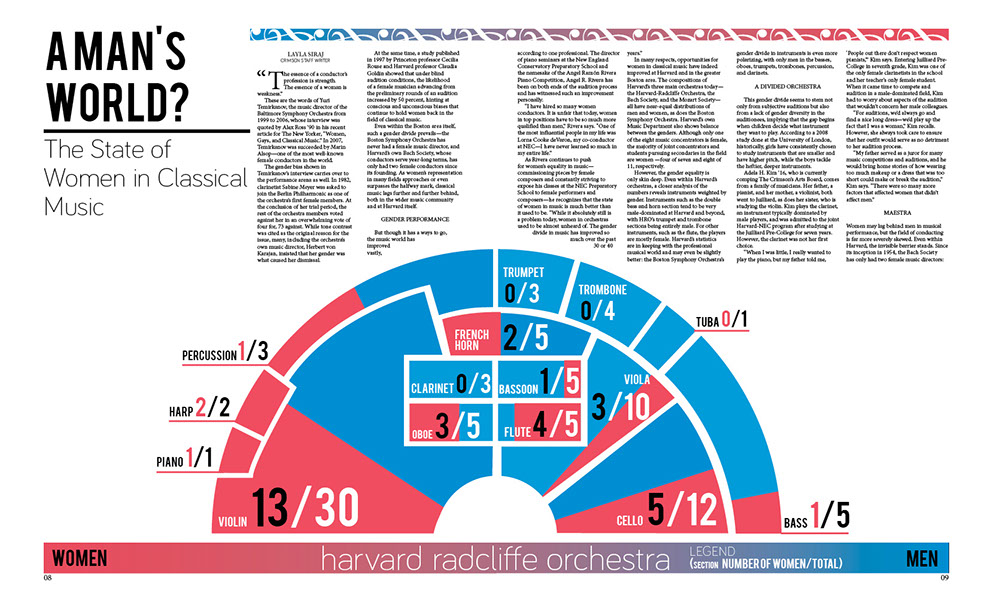 A MAN'S
WORLD?
The State of
Women in Classical
Music
LAYLA SIRAJ
CRIMSON STAFF WRITER
“The essence of a conductor's
profession is strength.
The essence of a woman is
weakness."
These are the words of Yuri
Temirkanov, the music director of the
Baltimore Symphony Orchestra from
1999 to 2006, whose interview was
quoted by Alex Ross '90 in his recent
article for The New Yorker, "Women,
Gays, and Classical Music." In 2007,
Temirkanov was succeeded by Marin
Alsop—one of the most well known
female conductors in the world.
The gender bias shown in
Temirkanov's interview carries over to
the performance arena as well. In 1982,
clarinetist Sabine Meyer was asked to
join the Berlin Philharmonic as one of
the orchestra's first female members. At
the conclusion of her trial period, the
rest of the orchestra members voted
against her in an overwhelming vote of
four for, 73 against. While tone contrast
was cited as the original reason for the
issue, many, including the orchestra's
own music director, Herbert von
Karajan, insisted that her gender was
what caused her dismissal.
At the same time, a study published
in 1997 by Princeton professor Cecilia
Rouse and Harvard professor Claudia
Goldin showed that under blind
audition conditions, the likelihood
of a female musician advancing from
the preliminary rounds of an audition
increased by 50 percent, hinting at
conscious and unconscious biases that
continue to hold women back in the
field of classical music.
Even within the Boston area itself,
such a gender divide prevails—the
Boston Symphony Orchestra has
never had a female music director, and
Harvard's own Bach Society, whose
conductors serve year-long terms, has
only had two female conductors since
its founding. As women's representation
in many fields approaches or even
surpasses the halfway mark, classical
music lags further and further behind,
both in the wider music community
and at Harvard itself.
GENDER PERFORMANCE
But though it has a ways to go,
the music world has
improved
vastly,
according to one professional. The director
of piano seminars at the New England
Conservatory Preparatory School and
the namesake of the Angel Ramón Rivera
Piano Competition, Angel R. Rivera has
been on both ends of the audition process
and has witnessed such an improvement
personally.
"I have hired so many women
conductors. It is unfair that today, women
in top positions have to be so much more
qualified than men," Rivera says. "One of
the most influential people in my life was
Lorna Cooke deVaron, my co-conductor
at NEC—I have never learned so much in
my entire life."
As Rivera continues to push
for women's equality in music—
commissioning pieces by female
composers and constantly striving to
expose his classes at the NEC Preparatory
School to female performers and
composers—he recognizes that the state
of women in music is much better than
it used to be. "While it absolutely still is
a problem today, women in orchestras
used to be almost unheard of. The gender
divide in music has improved so
much over the past
30 or 40
years."
In many respects, opportunities for
women in classical music have indeed
improved at Harvard and in the greater
Boston area. The compositions of
Harvard's three main orchestras today—
the Harvard-Radcliffe Orchestra, the
Bach Society, and the Mozart Society—
all have near-equal distributions of
men and women, as does the Boston
Symphony Orchestra. Harvard's own
Music Department also shows balance
between the genders. Although only one
of the eight music concentrators is female,
the majority of joint concentrators and
students pursuing secondaries in the field
are women —four of seven and eight of
11, respectively.
However, the gender equality is
only skin deep. Even within Harvard's
orchestra, a closer analysis of the
numbers reveals instruments weighted by
gender. Instruments such as the double
bass and horn section tend to be very
male-dominated at Harvard and beyond,
with HRO's trumpet and trombone
sections being entirely male. For other
instruments, such as the flute, the players
are mostly female. Harvard's statistics
are in keeping with the professional
musical world and may even be slightly
better: the Boston Symphony Orchestra's
gender divide in instruments is even more
polarizing, with only men in the basses,
oboes, trumpets, trombones, percussion,
and clarinets.
A DIVIDED ORCHESTRA
This gender divide seems to stem not
only from subjective auditions but also
from a lack of gender diversity in the
auditionees, implying that the gap begins
when children decide what instrument
they want to play. According to a 2008
study done at the University of London,
historically, girls have consistently chosen
to study instruments that are smaller and
have higher pitch, while the boys tackle
the heftier, deeper instruments.
Adela H. Kim '16, who is currently
comping The Crimson's Arts Board, comes
from a family of musicians. Her father, a
pianist, and her mother, a violinist, both
went to Juilliard, as does her sister, who is
studying the violin. Kim plays the clarinet,
an instrument typically dominated by
male players, and was admitted to the joint
Harvard-NEC program after studying at
the Juilliard Pre-College for seven years.
However, the clarinet was not her first
choice.
"When I was little, I really wanted to
play the piano, but my father told me,
'People out there don't respect women
pianists,'" Kim says. Entering Juilliard Pre-
College in seventh grade, Kim was one of
the only female clarinetists in the school
and her teacher's only female student.
When it came time to compete and
audition in a male-dominated field, Kim
had to worry about aspects of the audition
that wouldn't concern her male colleagues.
"For auditions, we'd always go and
find a nice long dress—we'd play up the
fact that I was a woman," Kim recalls.
However, she always took care to ensure
that her outfit would serve as no detriment
to her audition process.
"My father served as a juror for many
music competitions and auditions, and he
would bring home stories of how wearing
too much makeup or a dress that was too
short could make or break the audition,"
Kim says. "There were so many more
factors that affected women that didn't
affect men."
MAESTRA
Women may lag behind men in musical
performance, but the field of conducting
is far more severely skewed. Even within
Harvard, the invisible barrier stands. Since
its inception in 1954, the Bach Society
has only had two female music directors:
TRUMPET
0/3
TROMBONE
0/4
TUBA 0/1
PERCUSSION 1/3
FRENCH
HORN
2/5
CLARINET 0/3
BASSOON 1/5
VIOLA
3/10
HARP 2/2
OBOE 3/5
FLUTE 4/5
PIANO 1/1
VIOLIN 13/30
CELLO 5/12
BASS 1/5
WOMEN
harvard radcliffe orchestra
LEGEND
(SECTION NUMBER OF WOMEN/TOTAL)
MEN
08
09